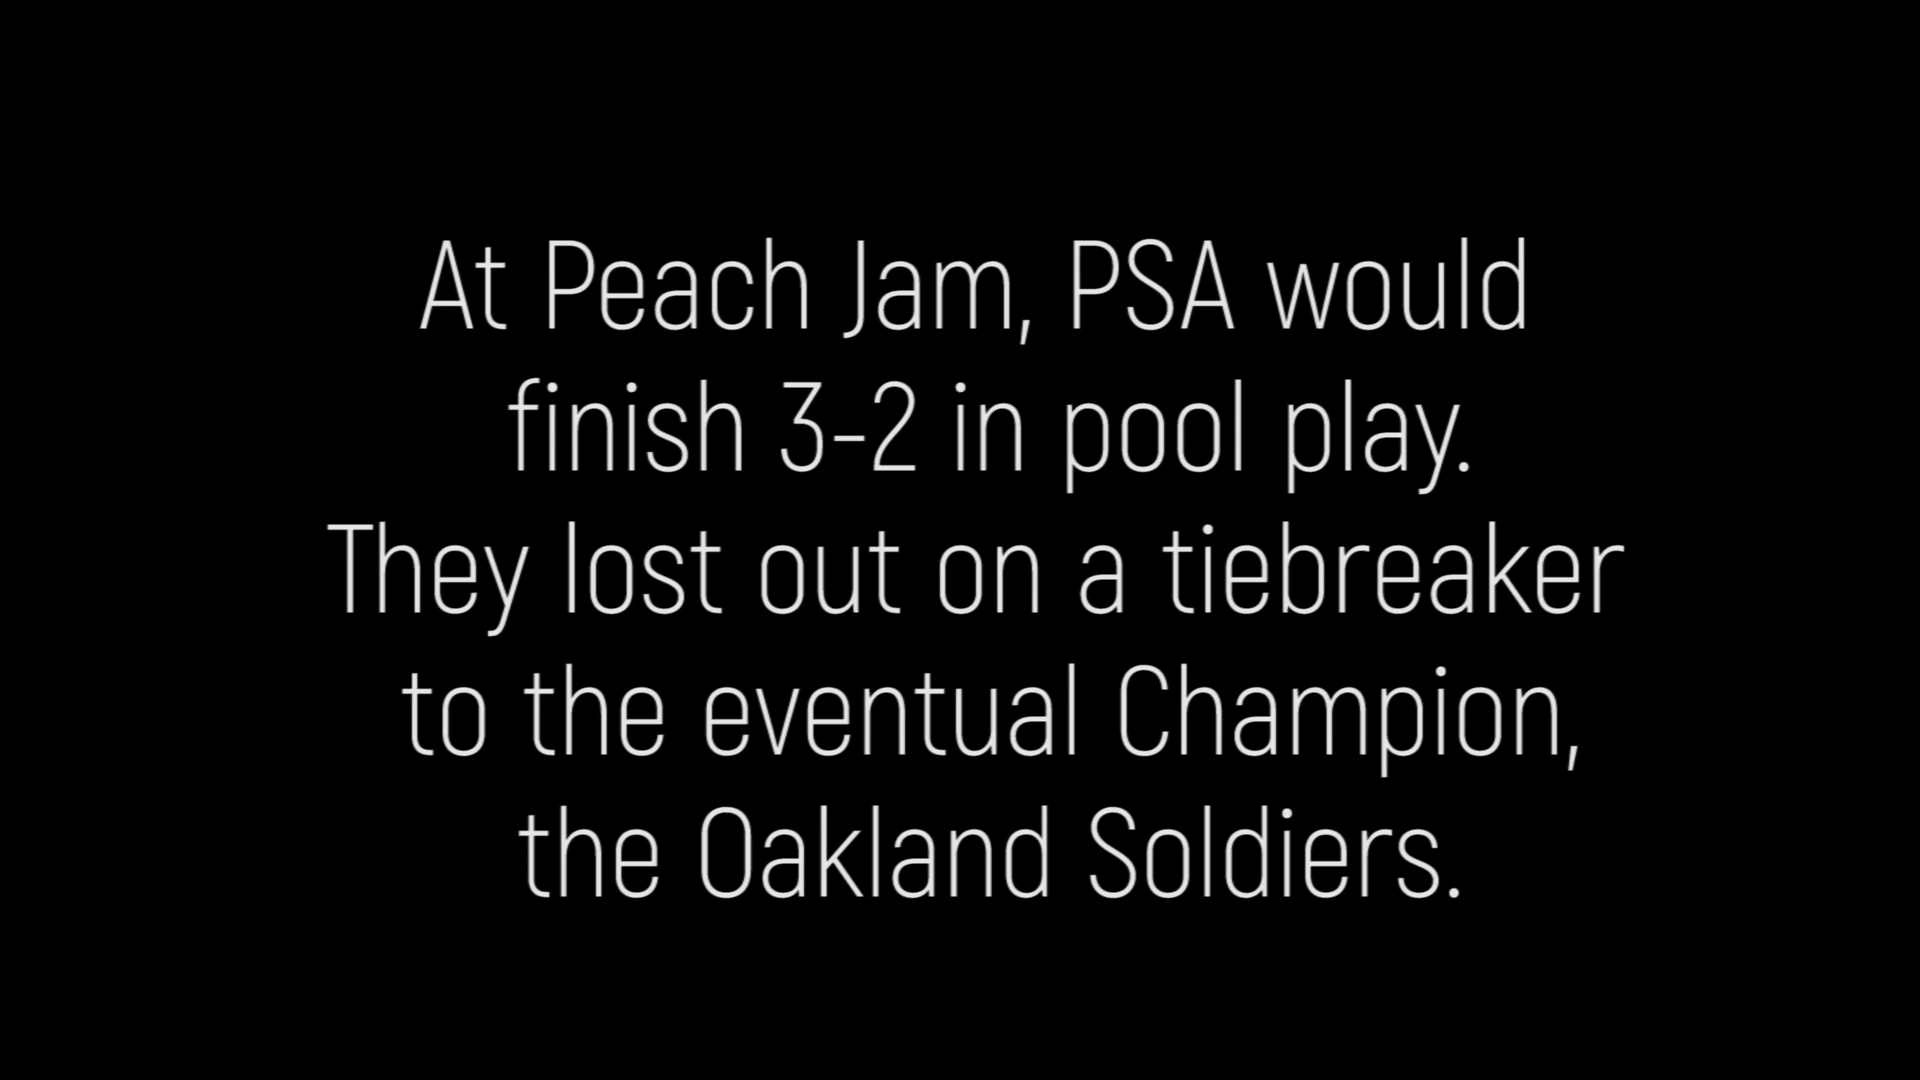 At Peach Jam, PSA would
finish 3-2 in pool play.
They lost out on a tiebreaker
to the eventual Champion,
the Oakland Soldiers.